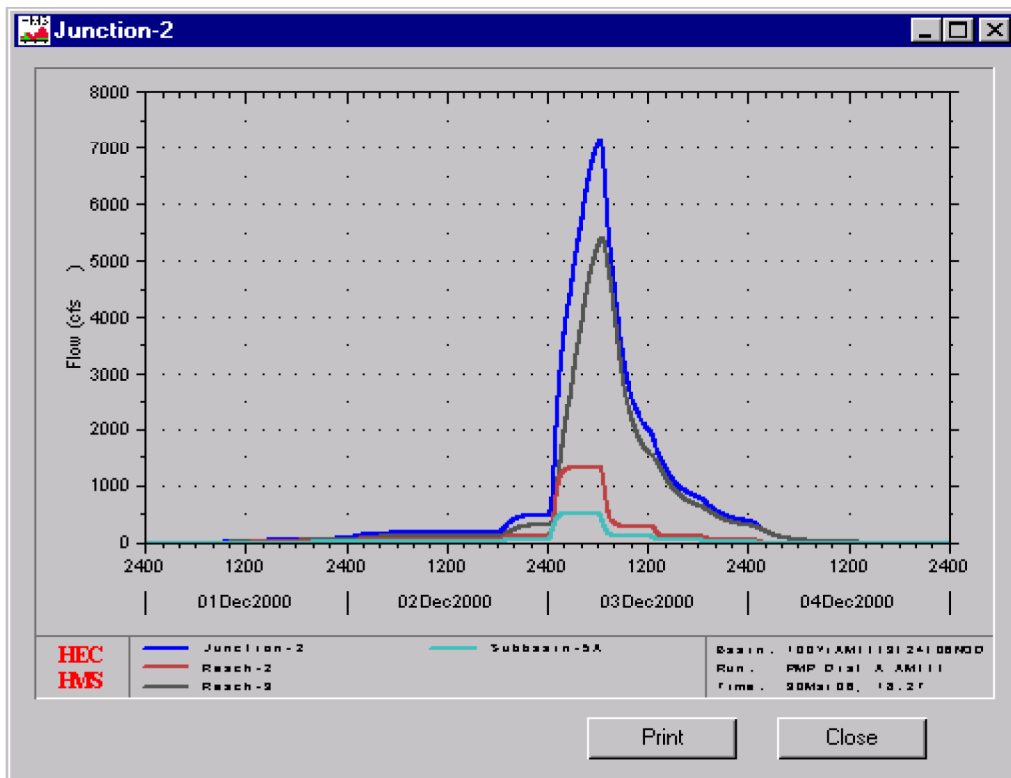 Junction-2
8000
7000
6000
5000
4000
3000
2000
1000
0
Flow (cfs )
2400 1200 2400 1200 2400 1200 2400 1200 2400
01Dec2000 02Dec2000 03Dec2000 04Dec2000
HEC
HMS
Junction-2 Subbasin-5A
Reach-2
Reach-3
Basin.
Run. PMP
Time.
Print Close